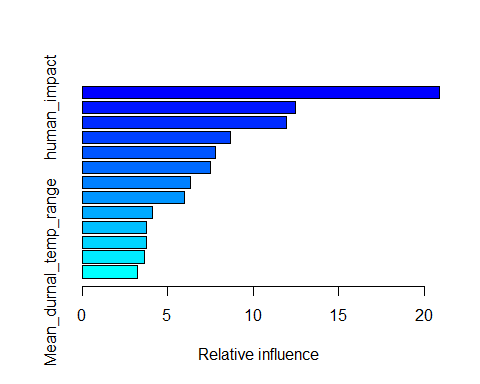 human_impact
Mean_durnal_temp_range
0 5 10 15 20
Relative influence